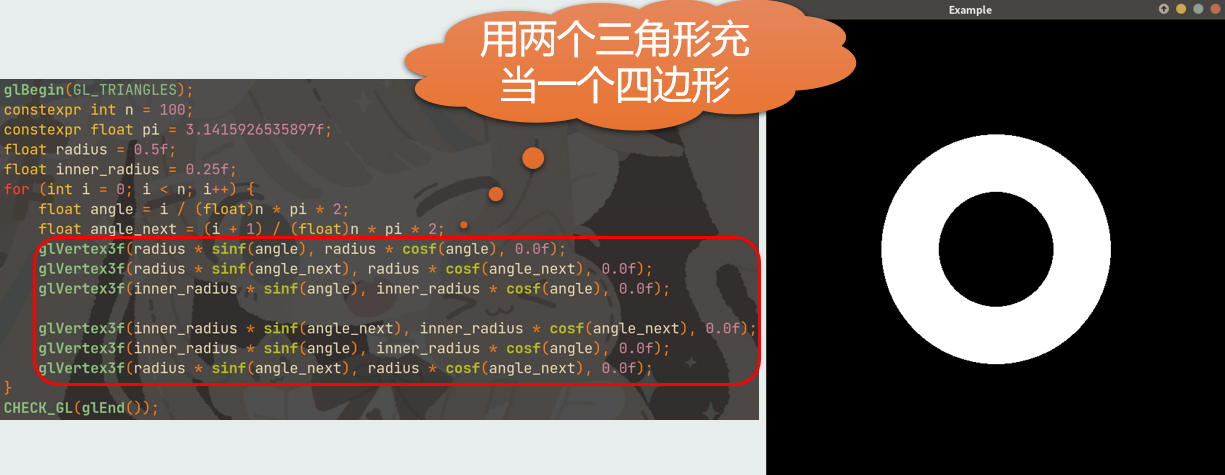 用两个三角形充
当一个四边形
Example
glBegin(GL_TRIANGLES);
constexpr int n = 100;
constexpr float pi = 3.1415926535897f;
float radius = 0.5f;
float inner_radius = 0.25f;
for (int i = 0; i < n; i++) {
    float angle = i / (float)n * pi * 2;
    float angle_next = (i + 1) / (float)n * pi * 2;
    glVertex3f(radius * sinf(angle), radius * cosf(angle), 0.0f);
    glVertex3f(radius * sinf(angle_next), radius * cosf(angle_next), 0.0f);
    glVertex3f(inner_radius * sinf(angle), inner_radius * cosf(angle), 0.0f);
    glVertex3f(inner_radius * sinf(angle_next), inner_radius * cosf(angle_next), 0.0f);
    glVertex3f(inner_radius * sinf(angle), inner_radius * cosf(angle), 0.0f);
    glVertex3f(radius * sinf(angle_next), radius * cosf(angle_next), 0.0f);
}
CHECK_GL(glEnd());